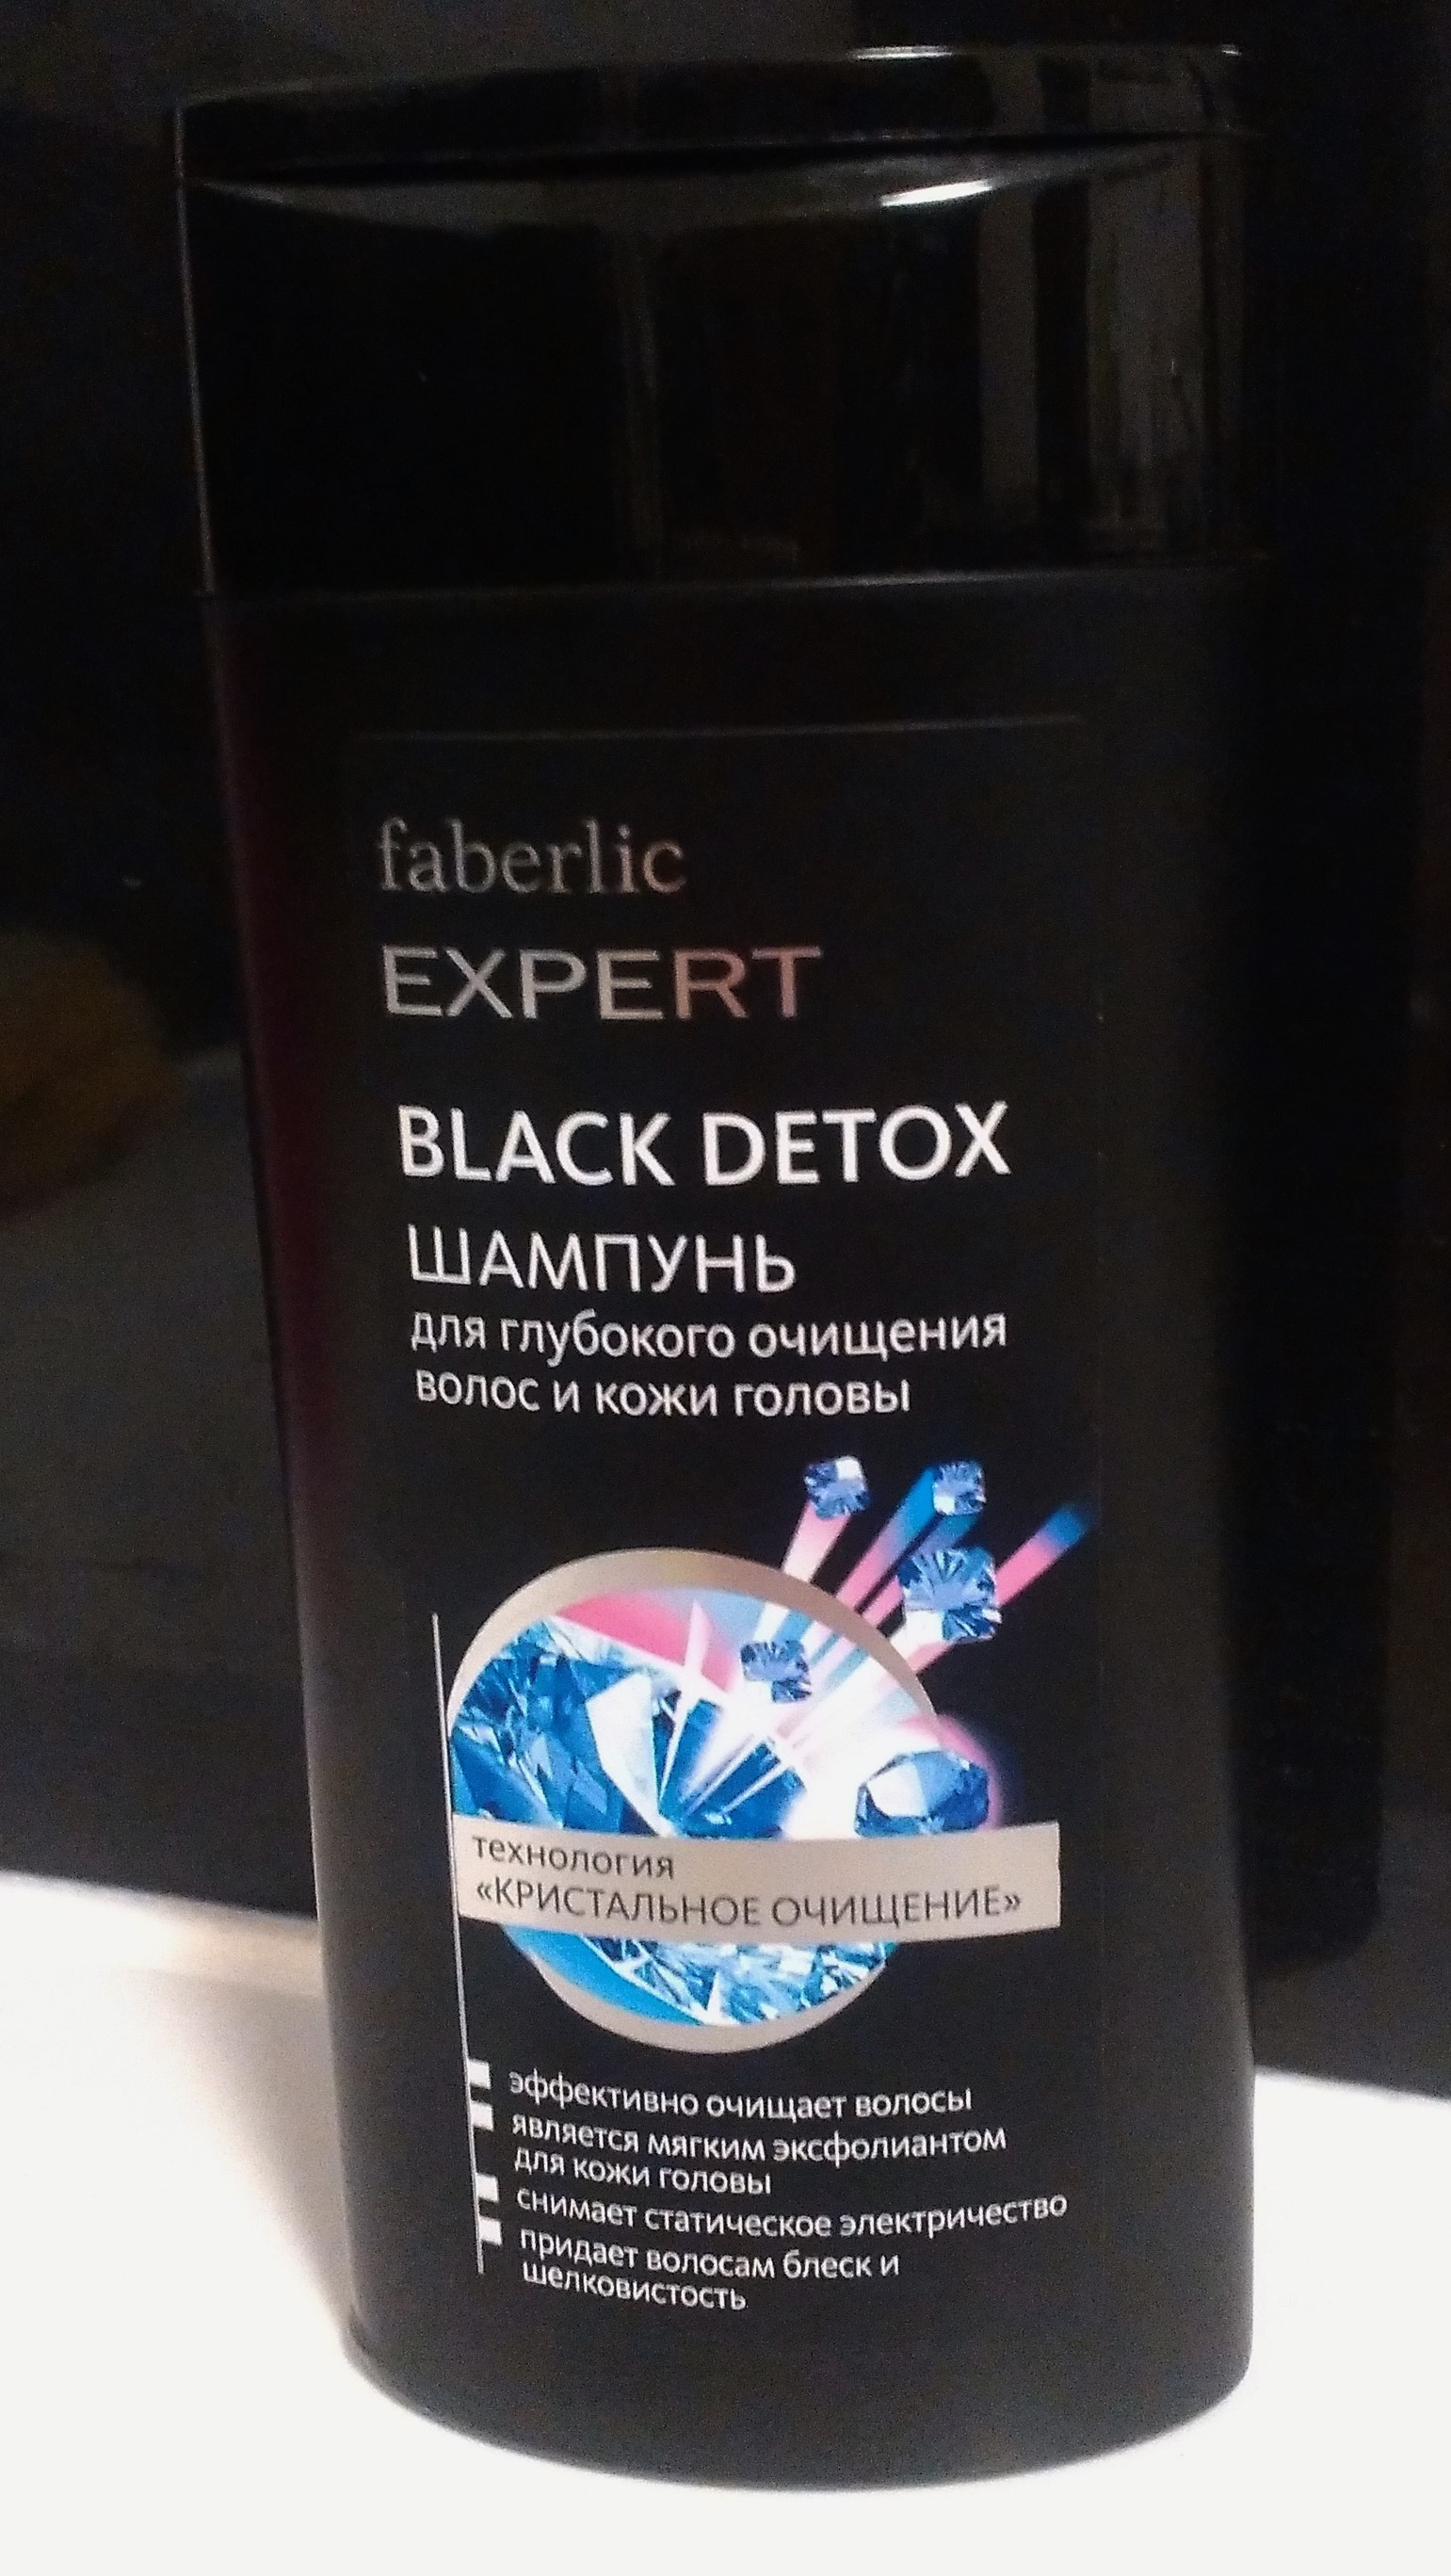 faberlic
EXPERT
BLACK DETOX
ШАМПУНЬ
для глубокого очищения
волос и кожи головы
технология
«КРИСТАЛЬНОЕ ОЧИЩЕНИЕ»
эффективно очищает волосы
является мягким эксфолиантом
для кожи головы
снимает статическое электричество
придает волосам блеск и
шелковистость